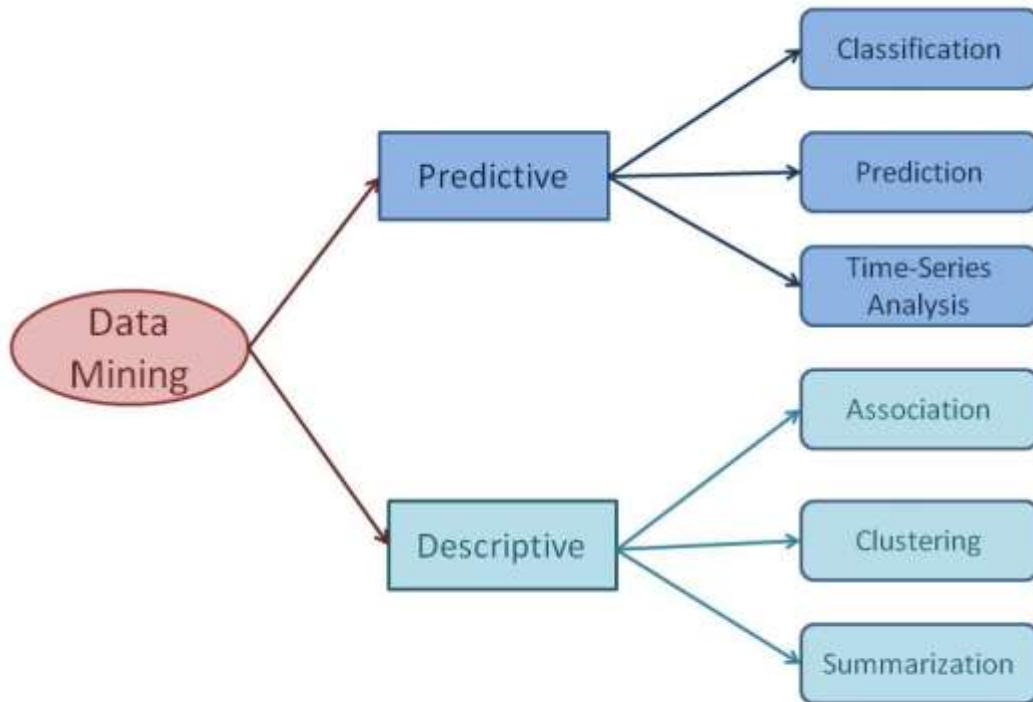 Classification
Predictive
Prediction
Time-Series
Analysis
Data
Mining
Association
Descriptive
Clustering
Summarization